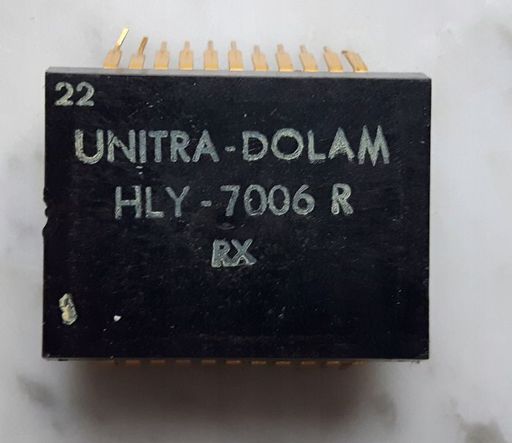 22
UNITRA-DOLAM
HLY-7006 R
RX